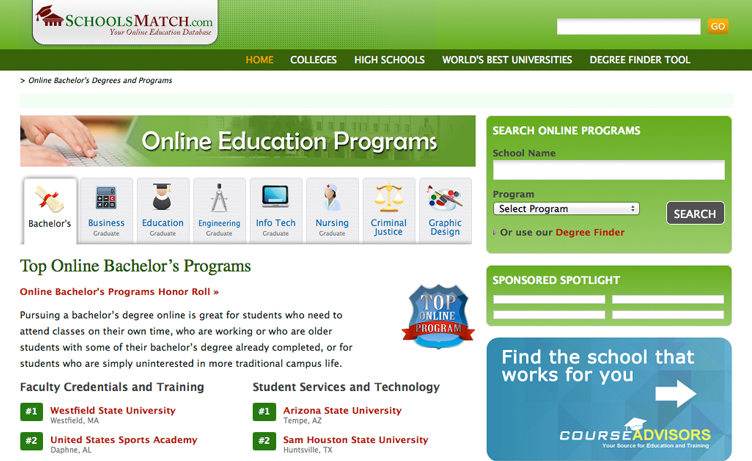 SCHOOLSMATCH.com
Your Online Education Database
GO
HOME COLLEGES HIGH SCHOOLS WORLD'S BEST UNIVERSITIES DEGREE FINDER TOOL
> Online Bachelor's Degrees and Programs
Online Education Programs
Bachelor's
Business
Graduate
Education
Graduate
Engineering
Graduate
Info Tech
Graduate
Nursing
Graduate
Criminal
Justice
Graphic
Design
Top Online Bachelor's Programs
Online Bachelor's Programs Honor Roll »
Pursuing a bachelor's degree online is great for students who need to
attend classes on their own time, who are working or who are older
students with some of their bachelor's degree already completed, or for
students who are simply uninterested in more traditional campus life.
TOP
ONLINE
PROGRAM
Faculty Credentials and Training
#1 Westfield State University
Westfield, MA
#2 United States Sports Academy
Daphne, AL
Student Services and Technology
#1 Arizona State University
Tempe, AZ
#2 Sam Houston State University
Huntsville, TX
SEARCH ONLINE PROGRAMS
School Name
Program
Select Program
SEARCH
Or use our Degree Finder
SPONSORED SPOTLIGHT
Find the school that
works for you
COURSEADVISORS
Your Source for Education and Training